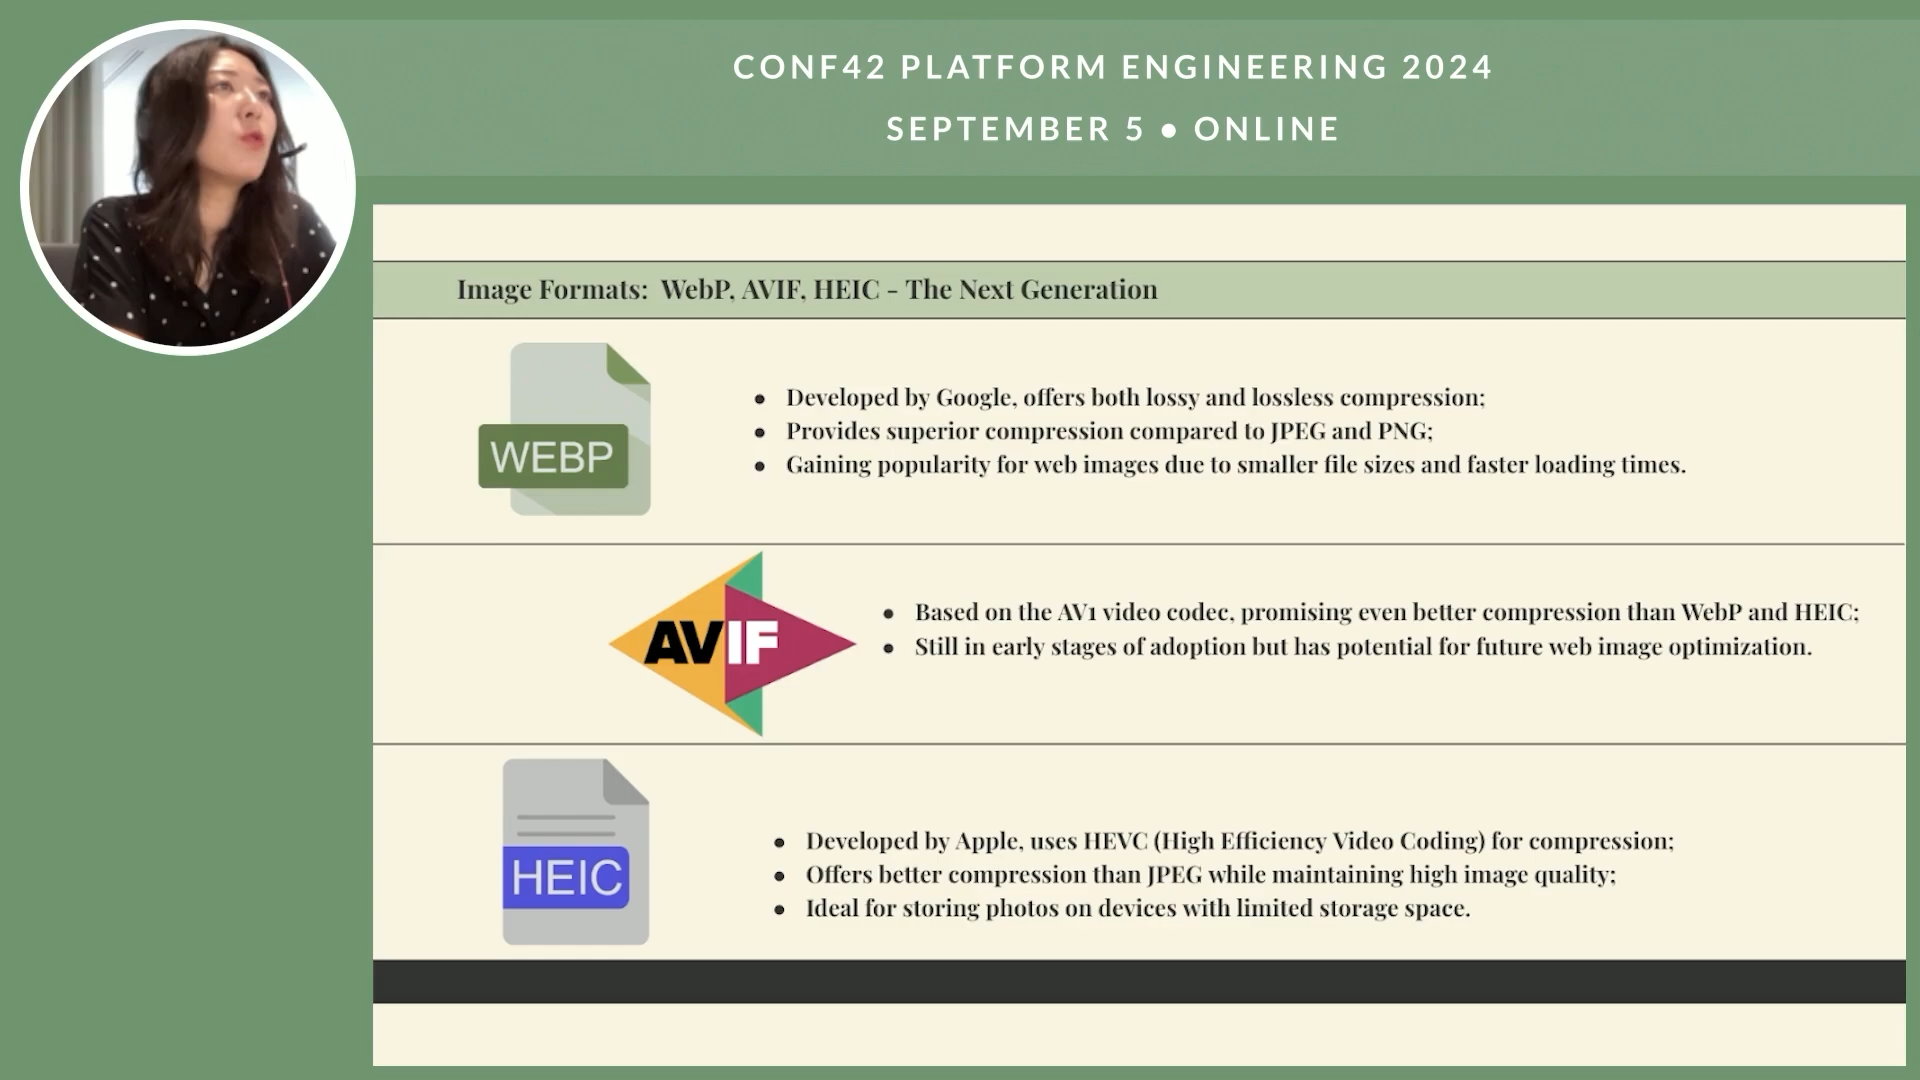 CONF42 PLATFORM ENGINEERING 2024
SEPTEMBER 5 ● ONLINE
Image Formats: WebP, AVIF, HEIC - The Next Generation
WEBP
● Developed by Google, offers both lossy and lossless compression;
● Provides superior compression compared to JPEG and PNG;
● Gaining popularity for web images due to smaller file sizes and faster loading times.
AVIF
● Based on the AV1 video codec, promising even better compression than WebP and HEIC;
● Still in early stages of adoption but has potential for future web image optimization.
HEIC
● Developed by Apple, uses HEVC (High Efficiency Video Coding) for compression;
● Offers better compression than JPEG while maintaining high image quality;
● Ideal for storing photos on devices with limited storage space.